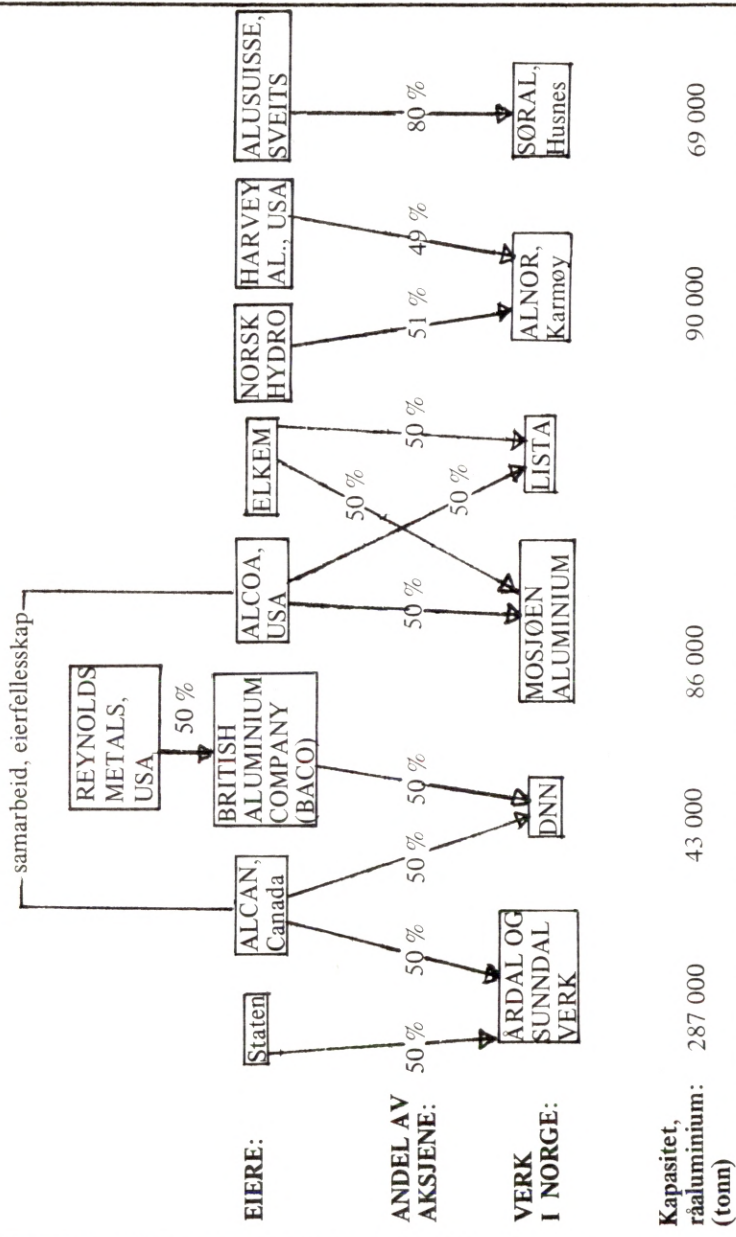 samarbeid, eierfellesskap
REYNOLDS
METALS,
USA
50 %
EIERE:
Staten
ALCAN,
Canada
BRITISH
ALUMINIUM
COMPANY
(BACO)
ALCOA,
USA
ELKEM
NORSK
HYDRO
HARVEY
AL., USA
ALUSUISSE,
SVEITS
ANDEL AV
AKSJENE:
50 %
50 %
50 %
50 %
50 %
50 %
50 %
50 %
51 %
49 %
80 %
VERK
I NORGE:
ÅRDAL OG
SUNNDAL
VERK
DNN
MOSJØEN
ALUMINIUM
LISTA
ALNOR,
Karmøy
SØRAL,
Husnes
Kapasitet,
råaluminium:
(tonn)
287 000
43 000
86 000
90 000
69 000